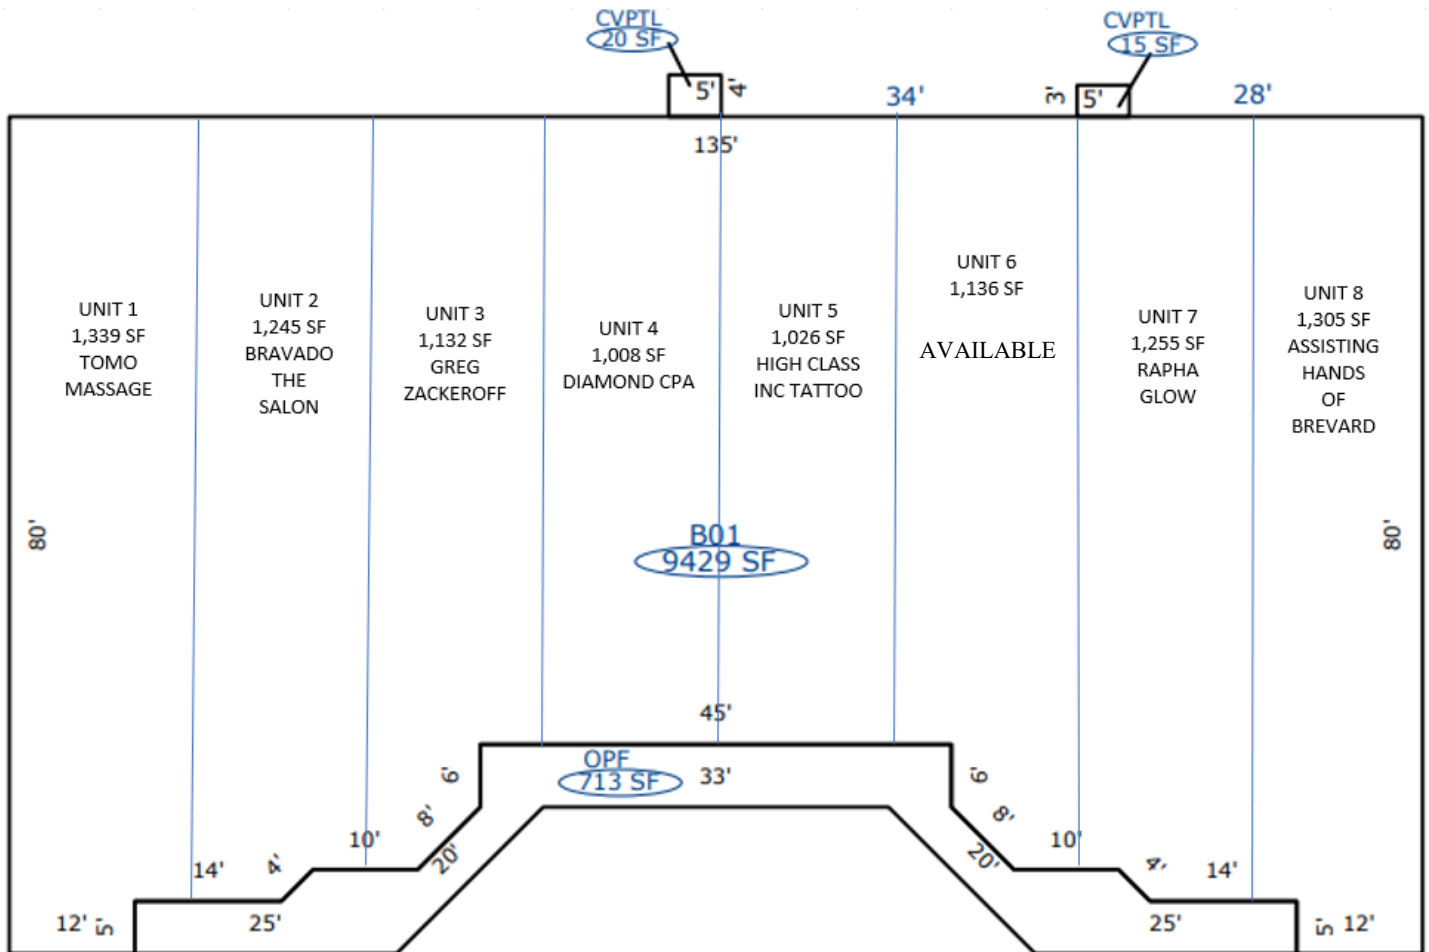 CVPTL
20 SF
CVPTL
15 SF
5'
4'
34'
3'
5'
28'
135'
UNIT 1
1,339 SF
TOMO
MASSAGE
UNIT 2
1,245 SF
BRAVADO
THE
SALON
UNIT 3
1,132 SF
GREG
ZACKEROFF
UNIT 4
1,008 SF
DIAMOND CPA
UNIT 5
1,026 SF
HIGH CLASS
INC TATTOO
UNIT 6
1,136 SF
AVAILABLE
UNIT 7
1,255 SF
RAPHA
GLOW
UNIT 8
1,305 SF
ASSISTING
HANDS
OF
BREVARD
80'
B01
9429 SF
80'
45'
OPF
713 SF
33'
6'
6'
8'
8'
10'
20'
20'
10'
14'
4'
4'
14'
12'
5'
25'
25'
5'
12'